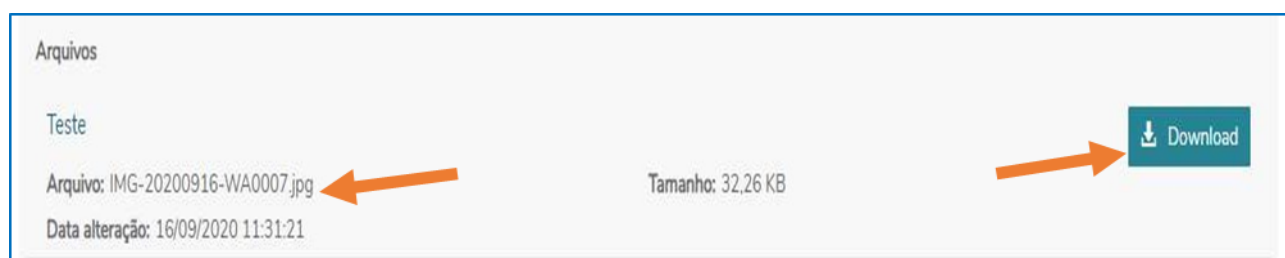 Arquivos
Teste
Download
Arquivo: IMG-20200916-WA0007.jpg
Tamanho: 32,26 KB
Data alteração: 16/09/2020 11:31:21